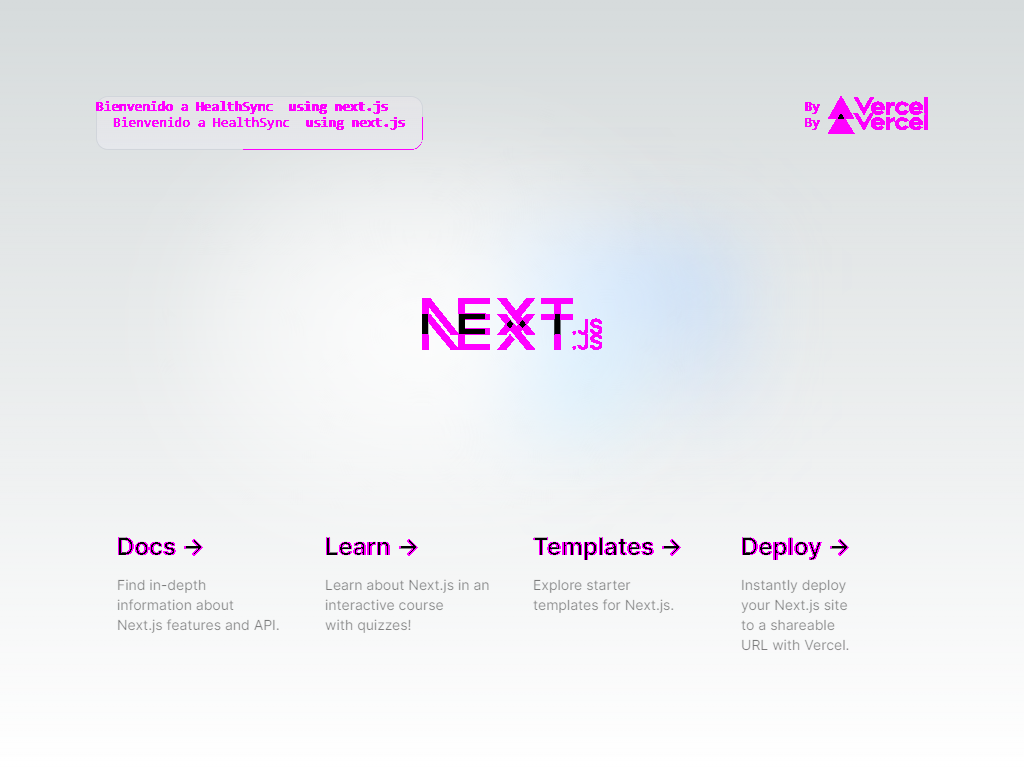 Bienvenido a HealthSync using next.js
Bienvenido a HealthSync using next.js
By Vercel
By Vercel
NEXT.JS
NEXT.JS
Docs →
Find in-depth
information about
Next.js features and API.
Learn →
Learn about Next.js in an
interactive course
with quizzes!
Templates →
Explore starter
templates for Next.js.
Deploy →
Instantly deploy
your Next.js site
to a shareable
URL with Vercel.